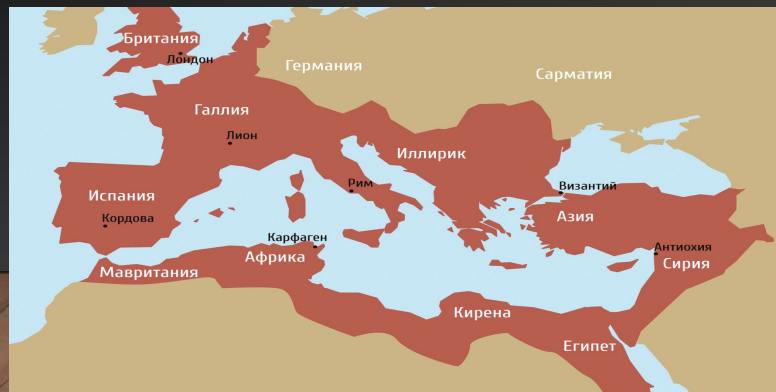 Британия
Лондон
Германия
Сарматия
Галлия
Лион
Иллирик
Испания
Рим
Византий
Кордова
Азия
Карфаген
Африка
Антиохия
Мавритания
Сирия
Кирена
Египет